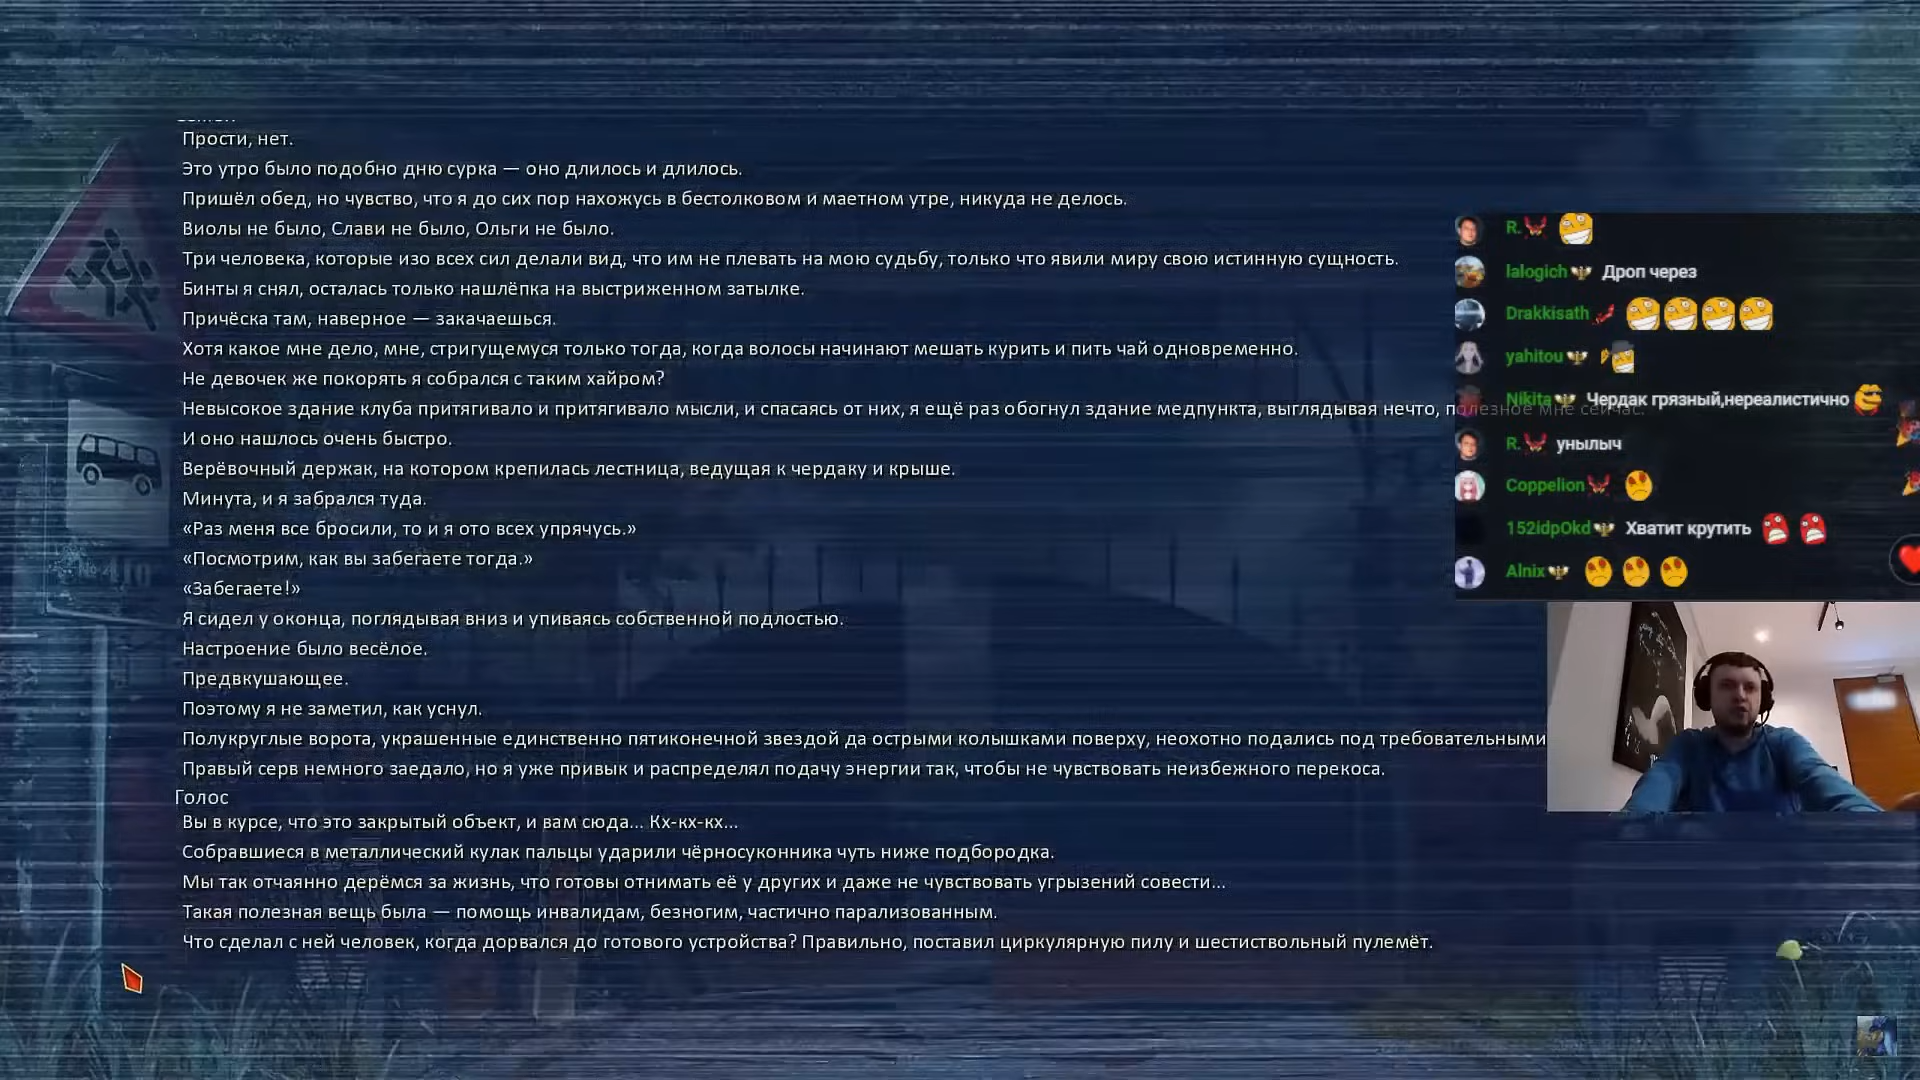 Прости, нет.
Это утро было подобно дню сурка — оно длилось и длилось.
Пришёл обед, но чувство, что я до сих пор нахожусь в бестолковом и маетном утре, никуда не делось.
Виолы не было, Слави не было, Ольги не было.
Три человека, которые изо всех сил делали вид, что им не плевать на мою судьбу, только что явили миру свою истинную сущность.
Бинты я снял, осталась только нашлёпка на выстриженном затылке.
Причёска там, наверное — закачаешься.
Хотя какое мне дело, мне, стригущемуся только тогда, когда волосы начинают мешать курить и пить чай одновременно.
Не девочек же покорять я собрался с таким хайром?
Невысокое здание клуба притягивало и притягивало мысли, и спасаясь от них, я ещё раз обогнул здание медпункта, выглядывая нечто, полезное мне сейчас.
И оно нашлось очень быстро.
Верёвочный держак, на котором крепилась лестница, ведущая к чердаку и крыше.
Минута, и я забрался туда.
«Раз меня все бросили, то и я ото всех упрячусь.»
«Посмотрим, как вы забегаете тогда.»
«Забегаете!»
Я сидел у оконца, поглядывая вниз и упиваясь собственной подлостью.
Настроение было весёлое.
Предвкушающее.
Поэтому я не заметил, как уснул.
Полукруглые ворота, украшенные единственно пятиконечной звездой да острыми колышками поверху, неохотно подались под требовательными
Правый серв немного заедало, но я уже привык и распределял подачу энергии так, чтобы не чувствовать неизбежного перекоса.
Голос
Вы в курсе, что это закрытый объект, и вам сюда... Кх-кх-кх...
Собравшиеся в металлический кулак пальцы ударили чёрносуконника чуть ниже подбородка.
Мы так отчаянно дерёмся за жизнь, что готовы отнимать её у других и даже не чувствовать угрызений совести...
Такая полезная вещь была — помощь инвалидам, безногим, частично парализованным.
Что сделал с ней человек, когда дорвался до готового устройства? Правильно, поставил циркулярную пилу и шестиствольный пулемёт.
R.
lalogich Дроп через
Drakkisath
yahitou
Nikita Чердак грязный,нереалистично
R. унылыч
Coppelion
152idpOkd Хватит крутить
Alnix